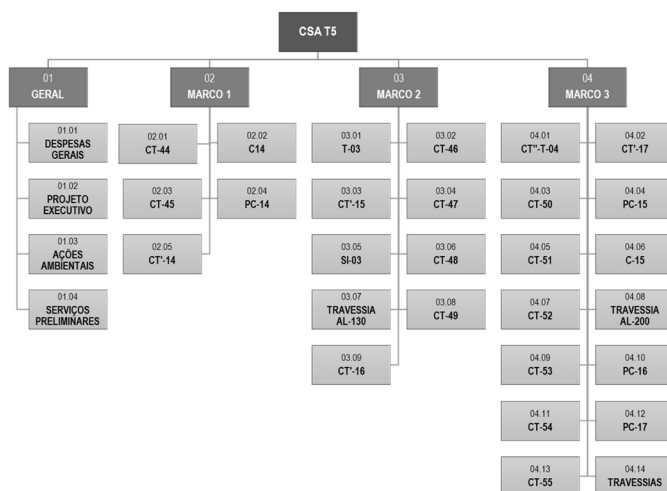 CSA T5
01
GERAL
01.01
DESPESAS
GERAIS
01.02
PROJETO
EXECUTIVO
01.03
AÇÕES
AMBIENTAIS
01.04
SERVIÇOS
PRELIMINARES
02
MARCO 1
02.01
CT-44
02.02
C14
02.03
CT-45
02.04
PC-14
02.05
CT'-14
03
MARCO 2
03.01
T-03
03.02
CT-46
03.03
CT'-15
03.04
CT-47
03.05
SI-03
03.06
CT-48
03.07
TRAVESSIA
AL-130
03.08
CT-49
03.09
CT'-16
04
MARCO 3
04.01
CT"-T-04
04.02
CT'-17
04.03
CT-50
04.04
PC-15
04.05
CT-51
04.06
C-15
04.07
CT-52
04.08
TRAVESSIA
AL-200
04.09
CT-53
04.10
PC-16
04.11
CT-54
04.12
PC-17
04.13
CT-55
04.14
TRAVESSIAS